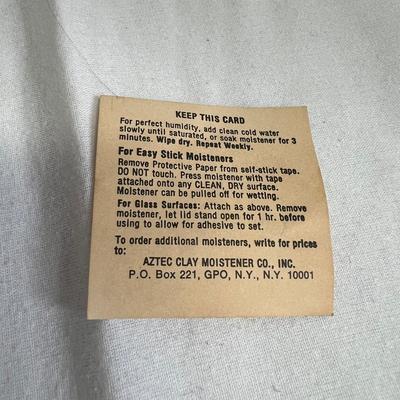 KEEP THIS CARD
For perfect humidity, add clean cold water
slowly until saturated, or soak moistener for 3
minutes. Wipe dry. Repeat Weekly.
For Easy Stick Moisteners
Remove Protective Paper from self-stick tape.
DO NOT touch. Press moistener with tape
attached onto any CLEAN, DRY surface.
Moistener can be pulled off for wetting.
For Glass Surfaces: Attach as above. Remove
moistener, let lid stand open for 1 hr. before
using to allow for adhesive to set.
To order additional moisteners, write for prices
to:
AZTEC CLAY MOISTENER CO., INC.
P.O. Box 221, GPO, N.Y., N.Y. 10001